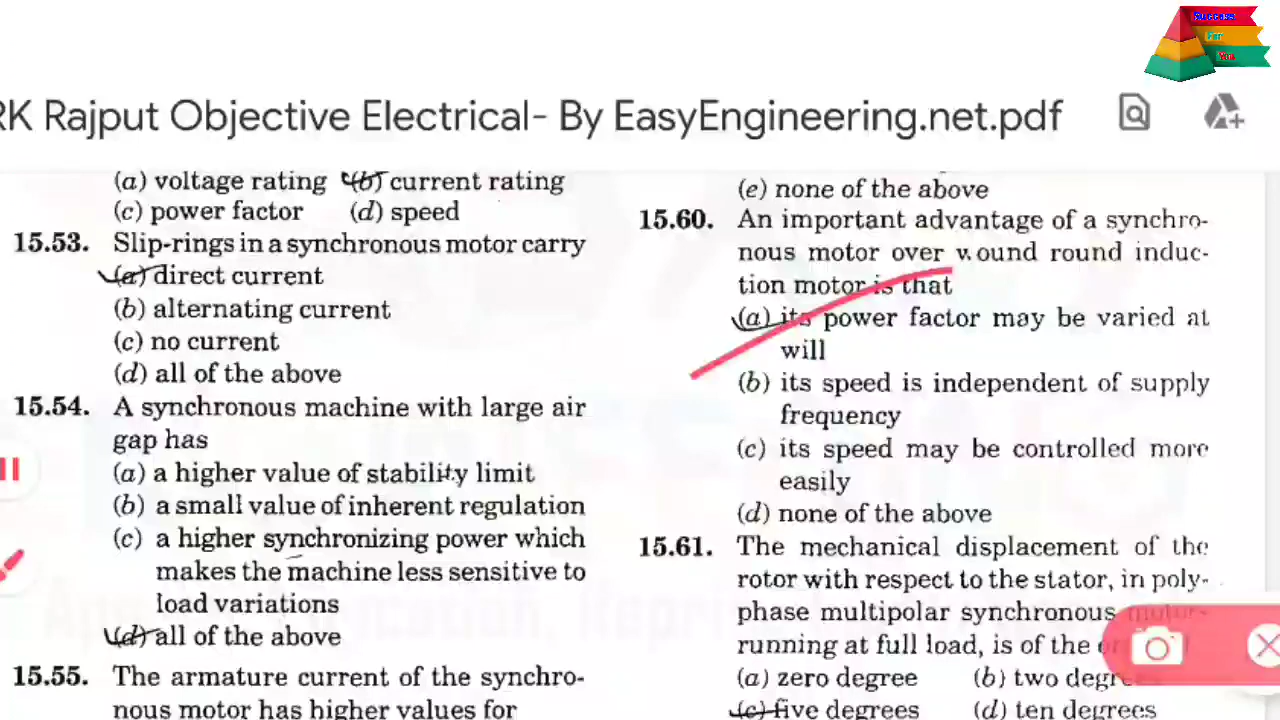 Success
For
You
RK Rajput Objective Electrical- By EasyEngineering.net.pdf
(a) voltage rating (b) current rating
(c) power factor (d) speed
15.53. Slip-rings in a synchronous motor carry
(a) direct current
(b) alternating current
(c) no current
(d) all of the above
15.54. A synchronous machine with large air
gap has
(a) a higher value of stability limit
(b) a small value of inherent regulation
(c) a higher synchronizing power which
makes the machine less sensitive to
load variations
(d) all of the above
15.55. The armature current of the synchro-
nous motor has higher values for
(e) none of the above
15.60. An important advantage of a synchro-
nous motor over wound round induc-
tion motor is that
(a) its power factor may be varied at
will
(b) its speed is independent of supply
frequency
(c) its speed may be controlled more
easily
(d) none of the above
15.61. The mechanical displacement of the
rotor with respect to the stator, in poly-
phase multipolar synchronous motor
running at full load, is of the
(a) zero degree (b) two degrees
(c) five degrees (d) ten degrees